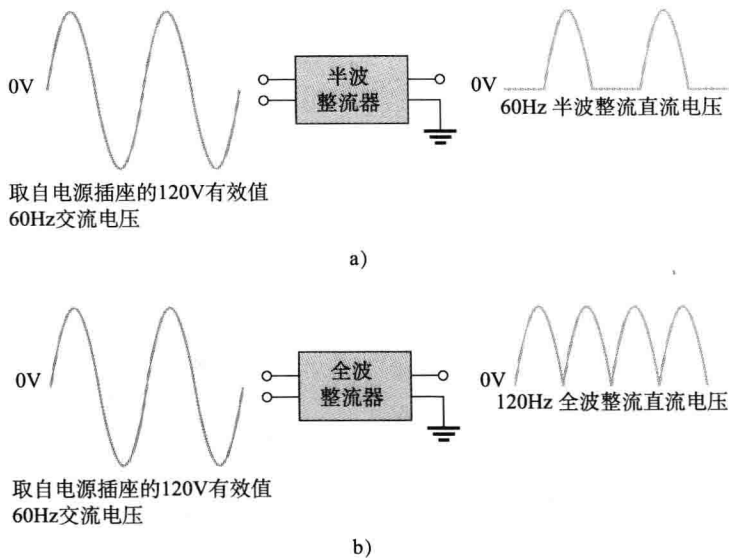 0V
半波
整流器
0V
60Hz 半波整流直流电压
取自电源插座的120V有效值
60Hz交流电压
a)
0V
全波
整流器
0V
120Hz 全波整流直流电压
取自电源插座的120V有效值
60Hz交流电压
b)